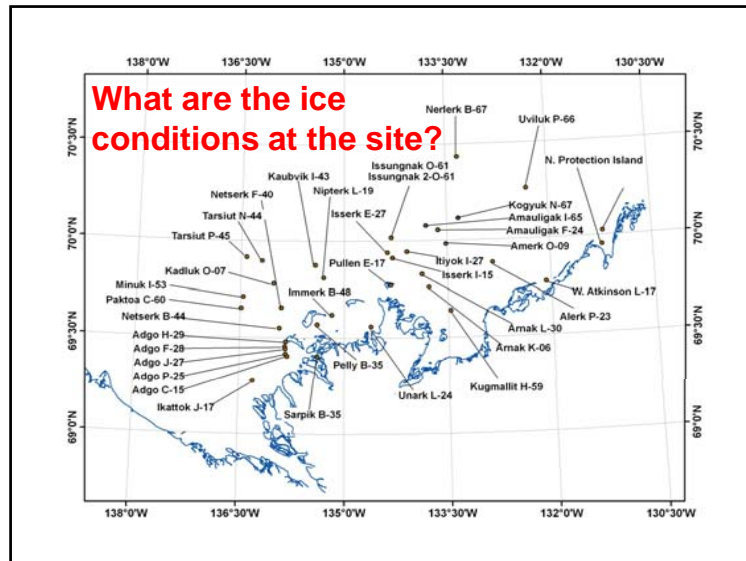 138°0'W 136°30'W 135°0'W 133°30'W 132°0'W 130°30'W
What are the ice
conditions at the site?
Nerlerk B-67
Uviluk P-66
70°30'N
70°30'N
Issungnak O-61
Issungnak 2-O-61
N. Protection Island
Kaubvik I-43
Nipterk L-19
Netserk F-40
Isserk E-27
Kogyuk N-67
Tarsiut N-44
Amauligak I-65
Amauligak F-24
Tarsiut P-45
70°0'N
70°0'N
Amerk O-09
Pullen E-17
Itiyok I-27
Kadluk O-07
Isserk I-15
Minuk I-53
Immerk B-48
W. Atkinson L-17
Paktoa C-60
Alerk P-23
Netserk B-44
Arnak L-30
69°30'N
69°30'N
Adgo H-29
Arnak K-06
Adgo F-28
Adgo J-27
Pelly B-35
Adgo P-25
Kugmallit H-59
Adgo C-15
Unark L-24
Ikattok J-17
Sarpik B-35
69°0'N
69°0'N
138°0'W 136°30'W 135°0'W 133°30'W 132°0'W 130°30'W